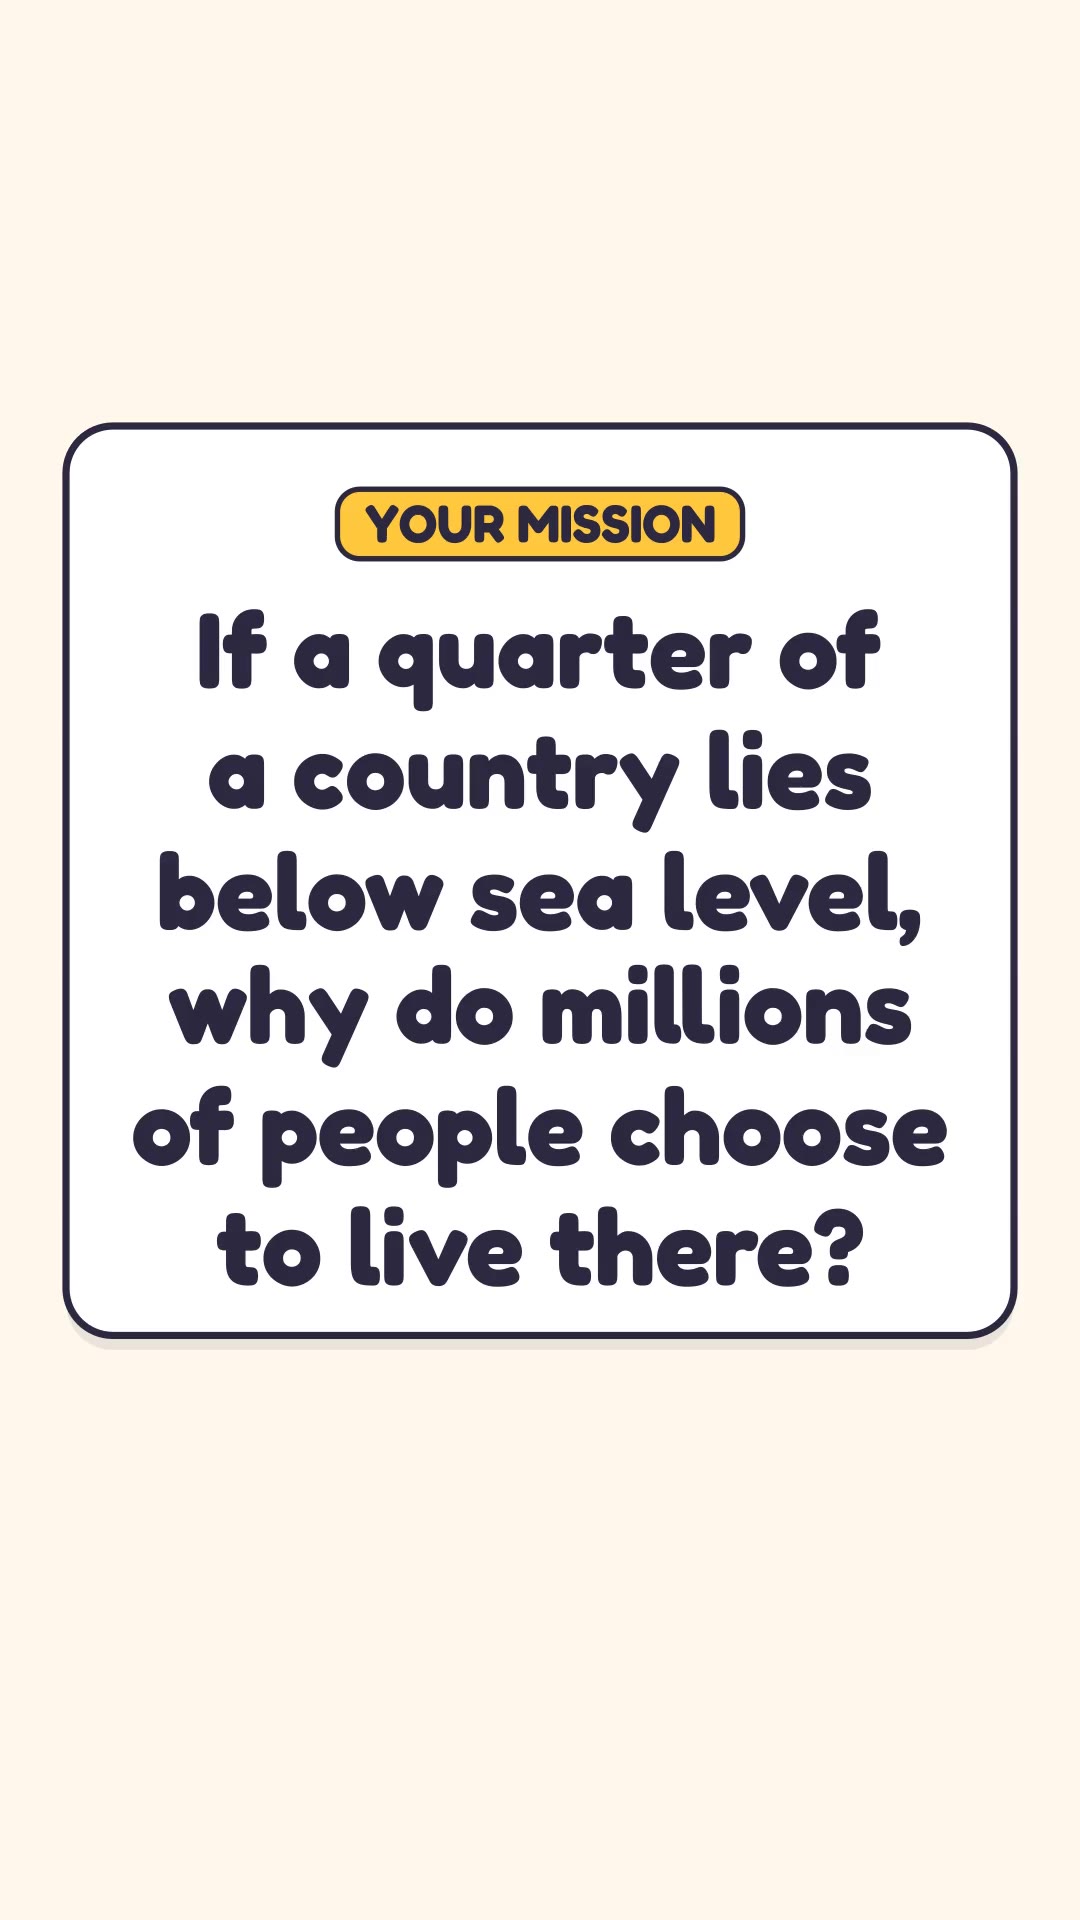 YOUR MISSION
If a quarter of
a country lies
below sea level,
why do millions
of people choose
to live there?